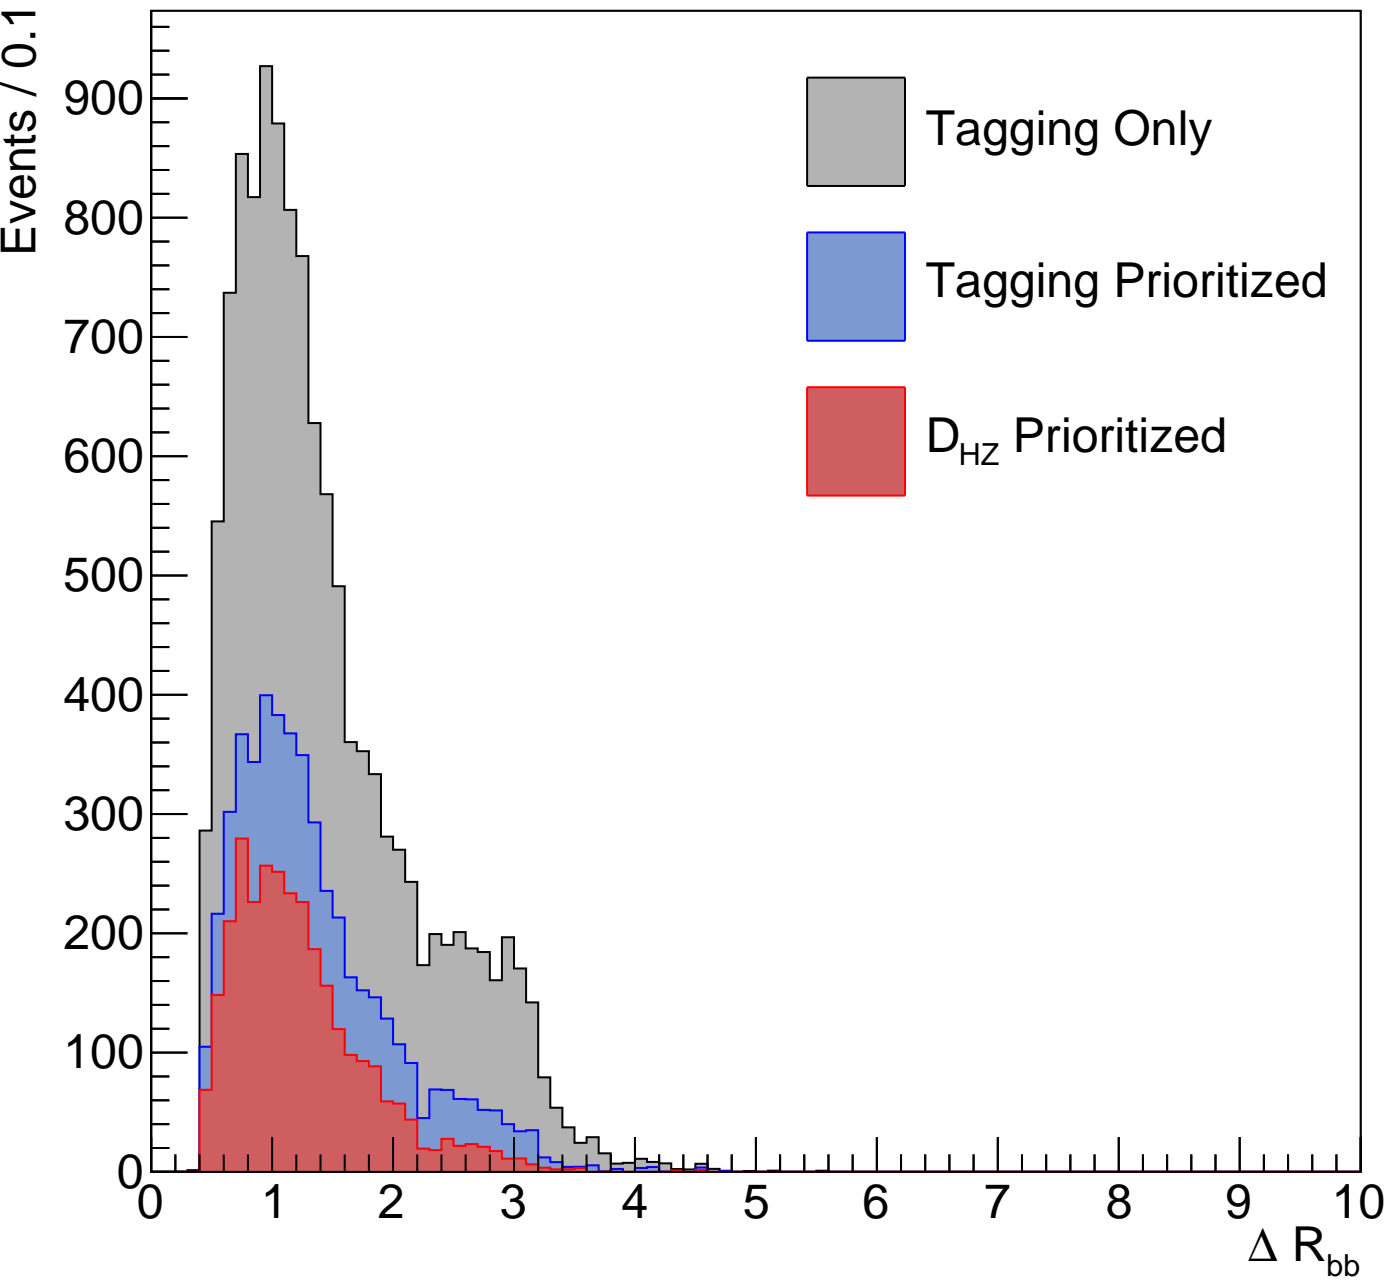 Events / 0.1
900
800
700
600
500
400
300
200
100
0
Tagging Only
Tagging Prioritized
D_HZ Prioritized
0 1 2 3 4 5 6 7 8 9 10
Δ R_bb